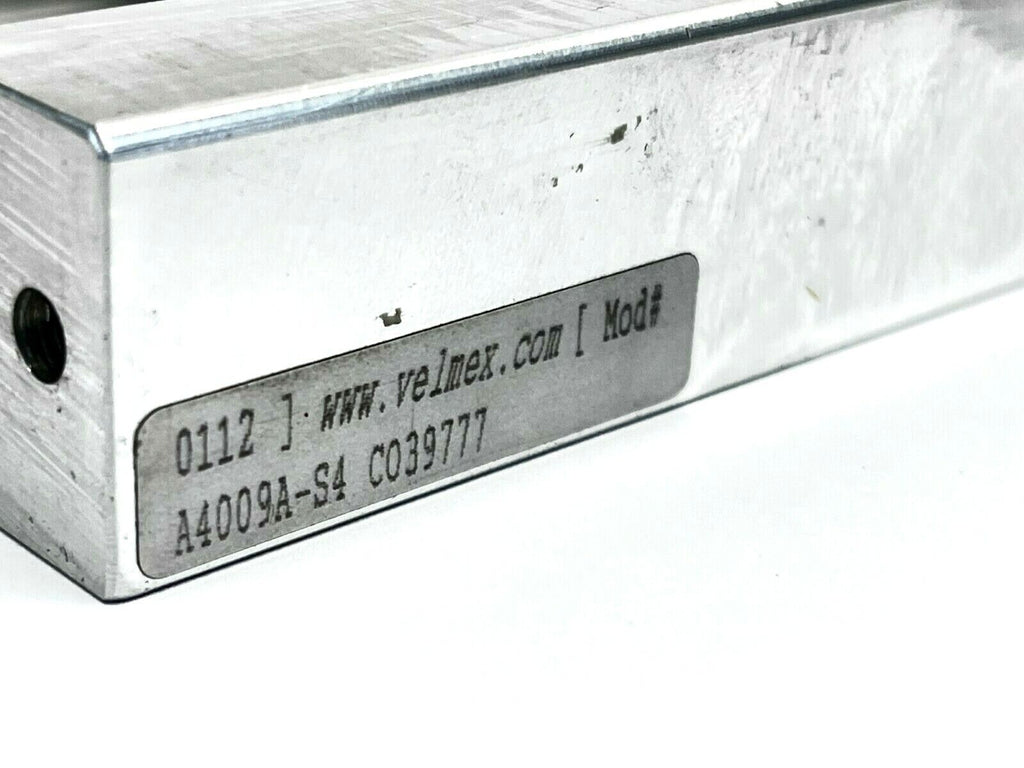 0112 ] www.velmex.com [ Mod#
A4009A-S4 C039777